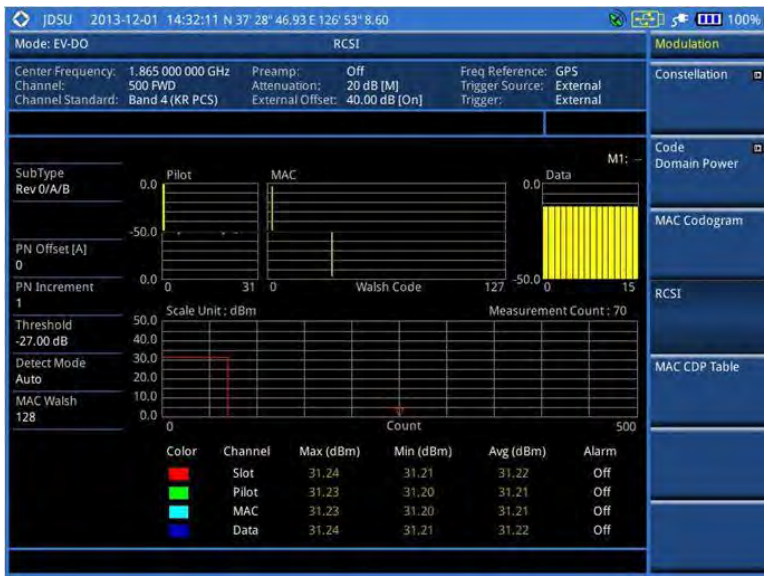 JDSU 2013-12-01 14:32:11 N 37' 28" 46.93 E 126' 53" 8.60 100%
Mode: EV-DO RCSI Modulation
Center Frequency: 1.865 000 000 GHz Preamp: Off Freq Reference: GPS
Channel: 500 FWD Attenuation: 20 dB [M] Trigger Source: External
Channel Standard: Band 4 (KR PCS) External Offset: 40.00 dB [On] Trigger: External
Constellation
Code
Domain Power
MAC Codogram
RCSI
MAC CDP Table
M1: --
SubType
Rev 0/A/B
PN Offset [A]
0
PN Increment
1
Threshold
-27.00 dB
Detect Mode
Auto
MAC Walsh
128
Pilot MAC Data
0.0 0.0
-50.0
0.0 -50.0
0 31 0 Walsh Code 127 0 15
Scale Unit : dBm Measurement Count : 70
50.0
40.0
30.0
20.0
10.0
0.0
0 Count 500
Color Channel Max (dBm) Min (dBm) Avg (dBm) Alarm
Slot 31.24 31.21 31.22 Off
Pilot 31.23 31.20 31.21 Off
MAC 31.23 31.20 31.21 Off
Data 31.24 31.21 31.22 Off